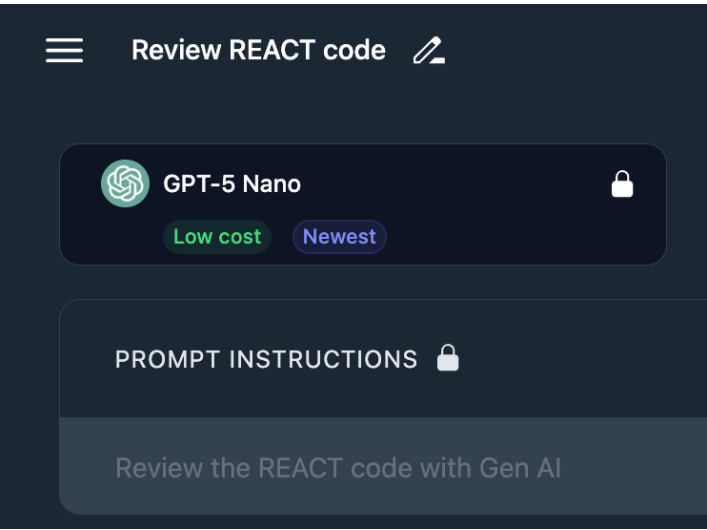 Review REACT code
GPT-5 Nano
Low cost Newest
PROMPT INSTRUCTIONS
Review the REACT code with Gen AI